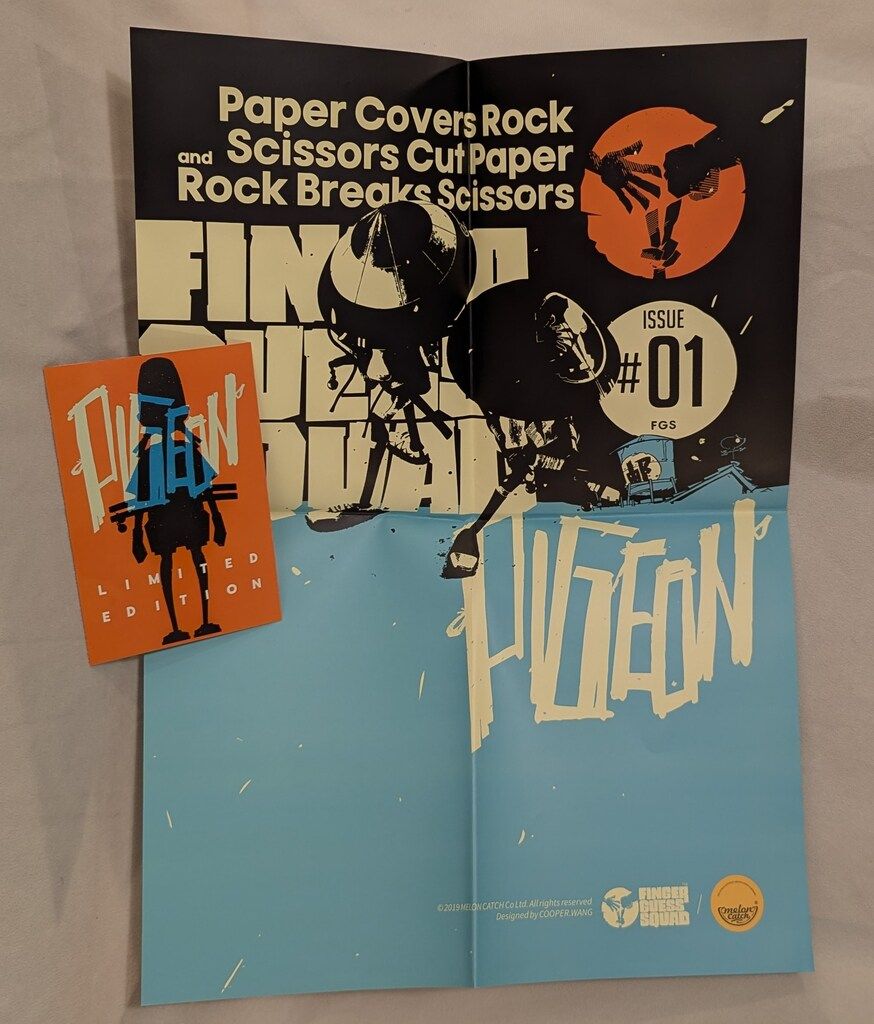 Paper Covers Rock
and Scissors Cut Paper
Rock Breaks Scissors
FIN
ISSUE
#01
FGS
PIGEON
LIMITED
EDITION
PIGEON
©2019 MELON CATCH Co Ltd. All rights reserved
Designed by COOPER.WANG
FINGER
GUESS
SQUAD
melon
catch